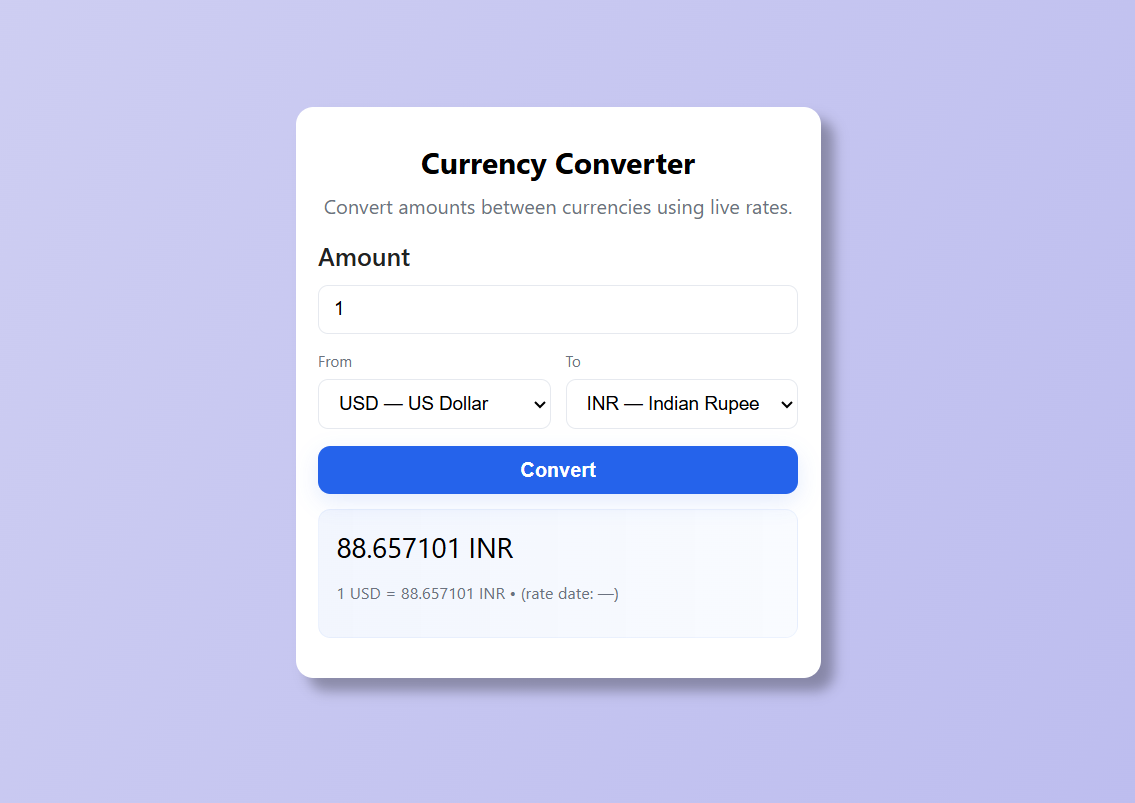 Currency Converter
Convert amounts between currencies using live rates.
Amount
1
From To
USD — US Dollar INR — Indian Rupee
Convert
88.657101 INR
1 USD = 88.657101 INR • (rate date: —)